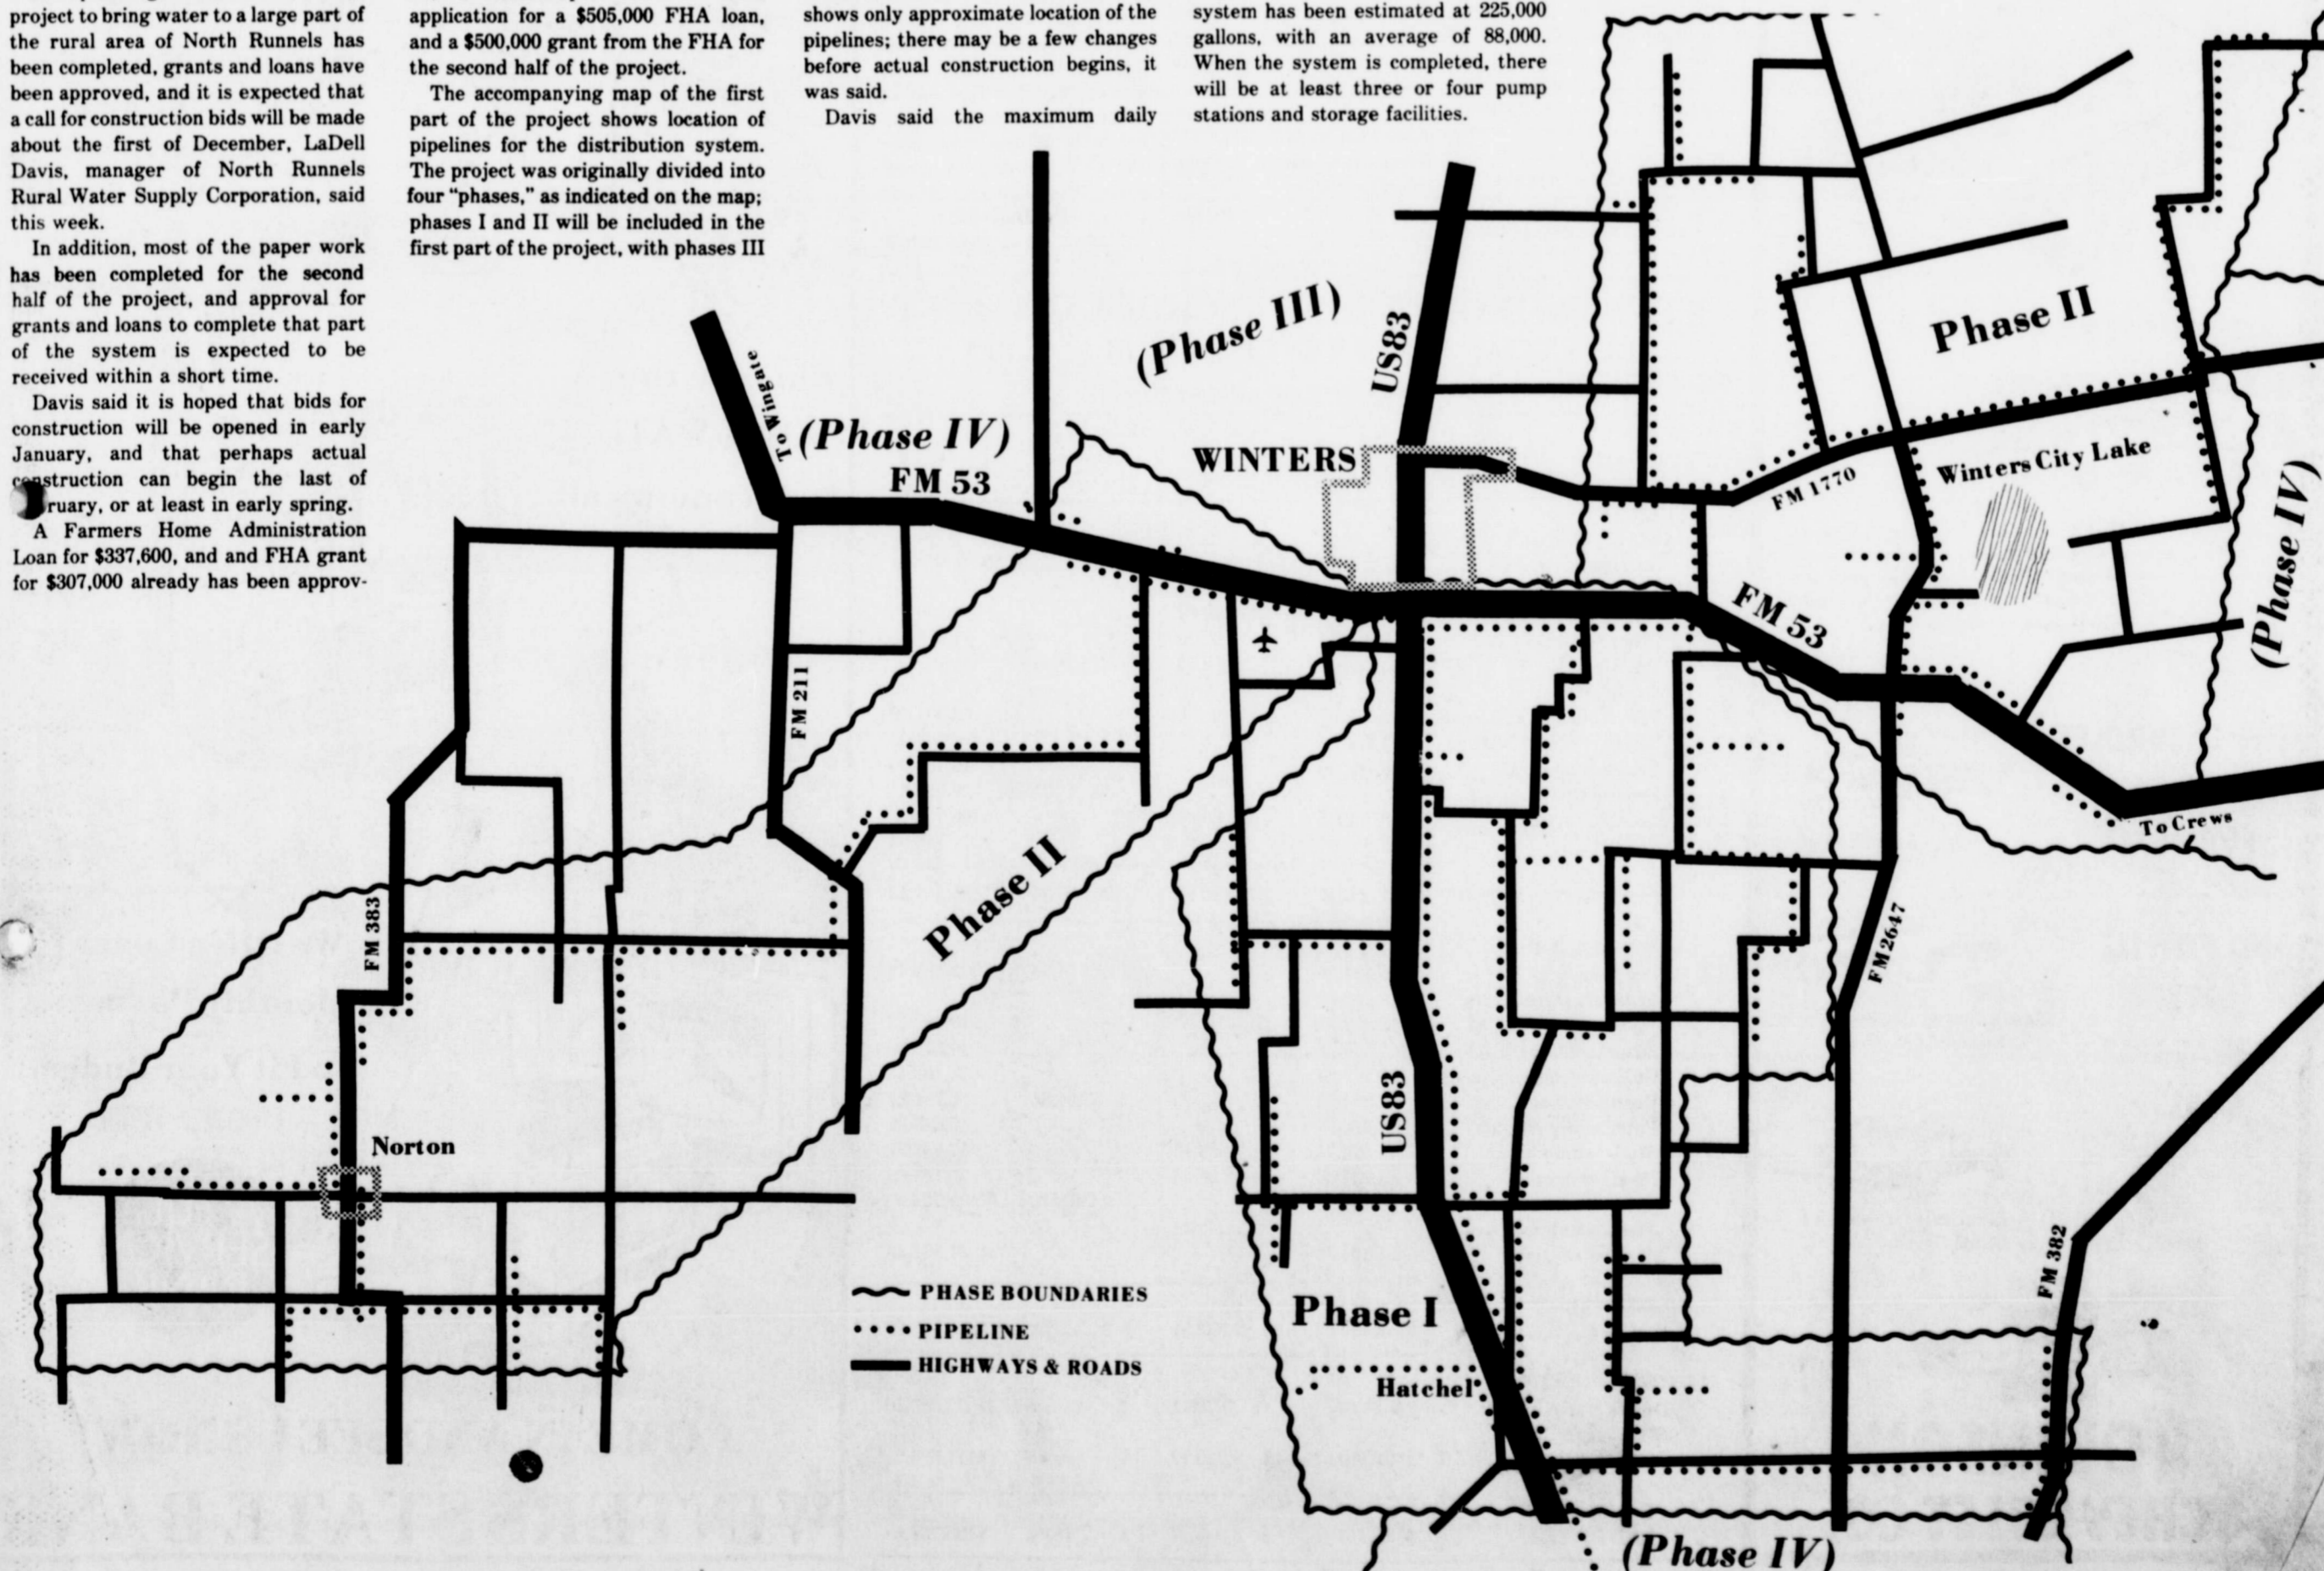 project to bring water to a large part of
the rural area of North Runnels has
been completed, grants and loans have
been approved, and it is expected that
a call for construction bids will be made
about the first of December, LaDell
Davis, manager of North Runnels
Rural Water Supply Corporation, said
this week.
In addition, most of the paper work
has been completed for the second
half of the project, and approval for
grants and loans to complete that part
of the system is expected to be
received within a short time.
Davis said it is hoped that bids for
construction will be opened in early
January, and that perhaps actual
construction can begin the last of
ruary, or at least in early spring.
A Farmers Home Administration
Loan for $337,600, and and FHA grant
for $307,000 already has been approv-
application for a $505,000 FHA loan,
and a $500,000 grant from the FHA for
the second half of the project.
The accompanying map of the first
part of the project shows location of
pipelines for the distribution system.
The project was originally divided into
four “phases,” as indicated on the map;
phases I and II will be included in the
first part of the project, with phases III
shows only approximate location of the
pipelines; there may be a few changes
before actual construction begins, it
was said.
Davis said the maximum daily
system has been estimated at 225,000
gallons, with an average of 88,000.
When the system is completed, there
will be at least three or four pump
stations and storage facilities.
(Phase III)
US83
Phase II
To Wingate
(Phase IV)
FM 53
WINTERS
Winters City Lake
FM 1770
(Phase IV)
FM 53
FM 211
To Crews
Phase II
FM 383
FM 2647
US83
Norton
FM 382
PHASE BOUNDARIES
PIPELINE
HIGHWAYS & ROADS
Phase I
Hatchel
(Phase IV)